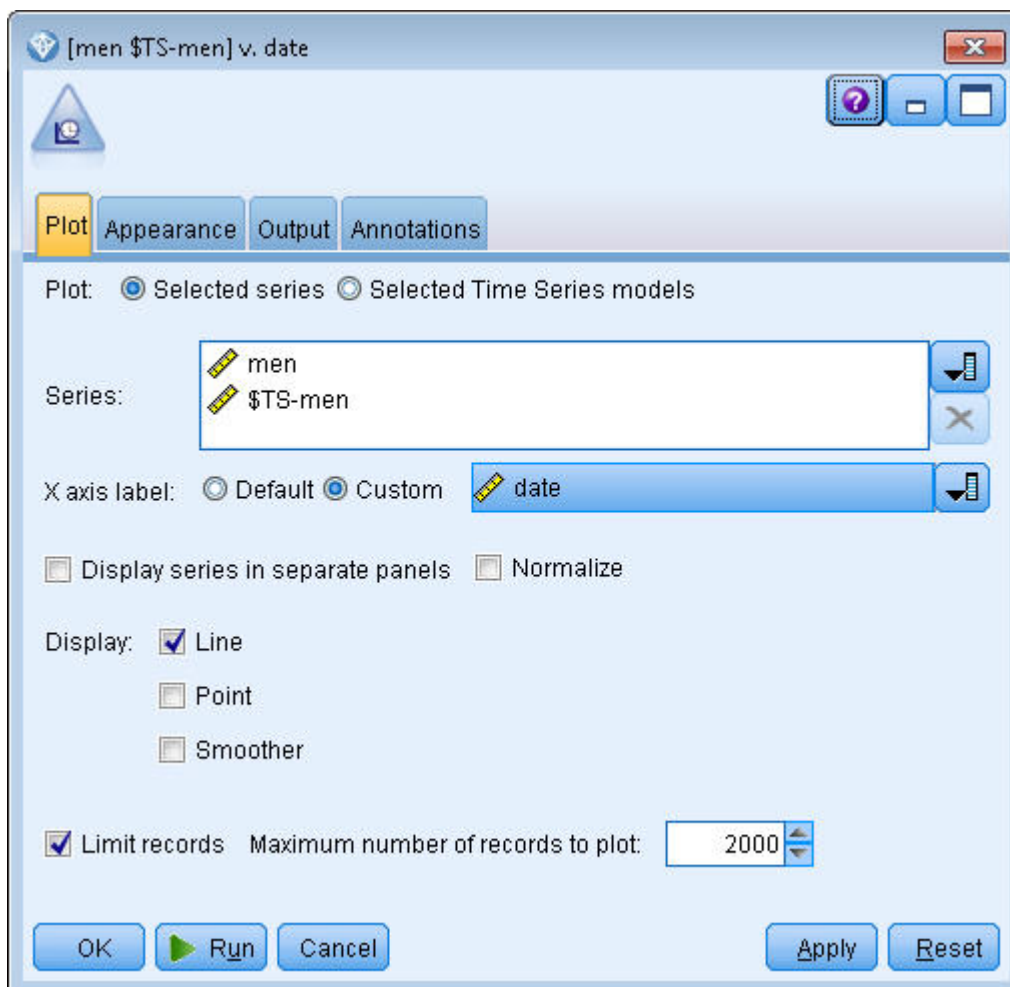 [men $TS-men] v. date
Plot Appearance Output Annotations
Plot: Selected series Selected Time Series models
Series:
men
$TS-men
X axis label: Default Custom date
Display series in separate panels Normalize
Display: Line
Point
Smoother
Limit records Maximum number of records to plot: 2000
OK Run Cancel Apply Reset